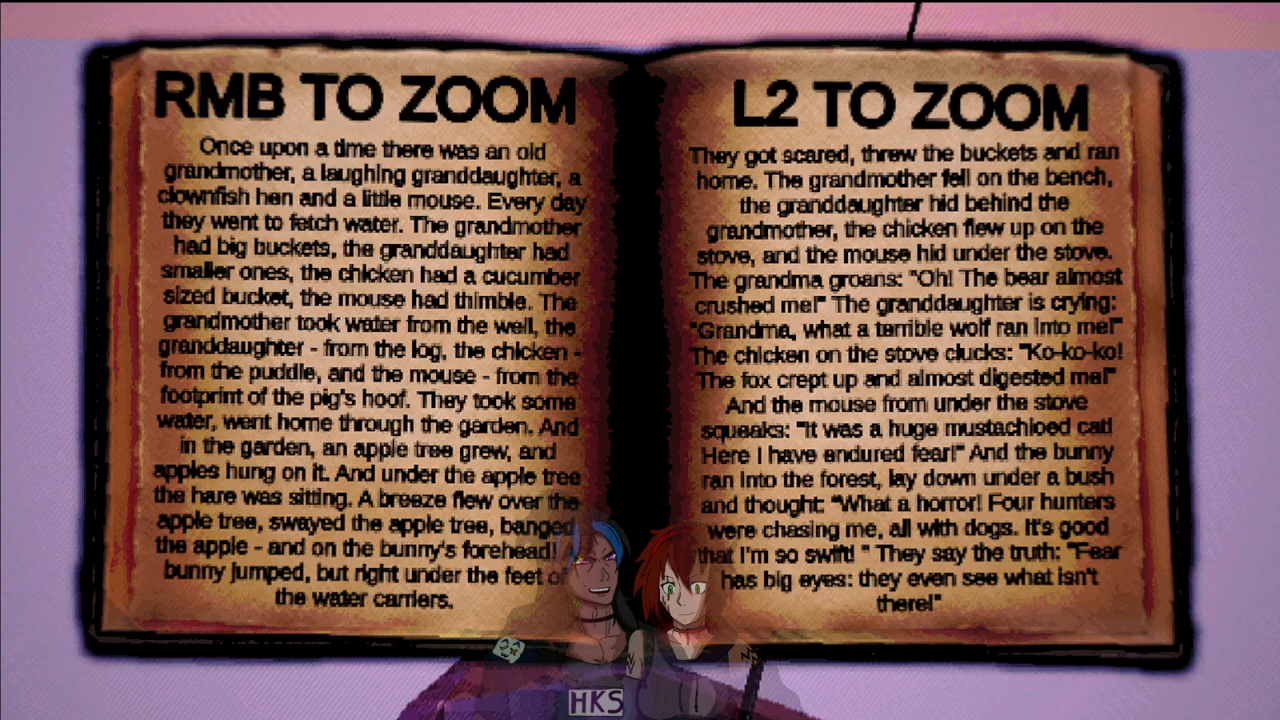 RMB TO ZOOM
Once upon a time there was an old
grandmother, a laughing granddaughter, a
clownfish hen and a little mouse. Every day
they went to fetch water. The grandmother
had big buckets, the granddaughter had
smaller ones, the chicken had a cucumber
sized bucket, the mouse had thimble. The
grandmother took water from the well, the
granddaughter - from the log, the chicken -
from the puddle, and the mouse - from the
footprint of the pig's hoof. They took some
water, went home through the garden. And
in the garden, an apple tree grew, and
apples hung on it. And under the apple tree
the hare was sitting. A breeze flew over the
apple tree, swayed the apple tree, banged
the apple - and on the bunny's forehead!
bunny jumped, but right under the feet of
the water carriers.
L2 TO ZOOM
They got scared, threw the buckets and ran
home. The grandmother fell on the bench,
the granddaughter hid behind the
grandmother, the chicken flew up on the
stove, and the mouse hid under the stove.
The grandma groans: "Oh! The bear almost
crushed me!" The granddaughter is crying:
"Grandma, what a terrible wolf ran into me!"
The chicken on the stove clucks: "Ko-ko-ko!
The fox crept up and almost digested me!"
And the mouse from under the stove
squeaks: "It was a huge mustachioed cat!
Here I have endured fear!" And the bunny
ran into the forest, lay down under a bush
and thought: "What a horror! Four hunters
were chasing me, all with dogs. It's good
that I'm so swift! " They say the truth: "Fear
has big eyes: they even see what isn't
there!"
HKS